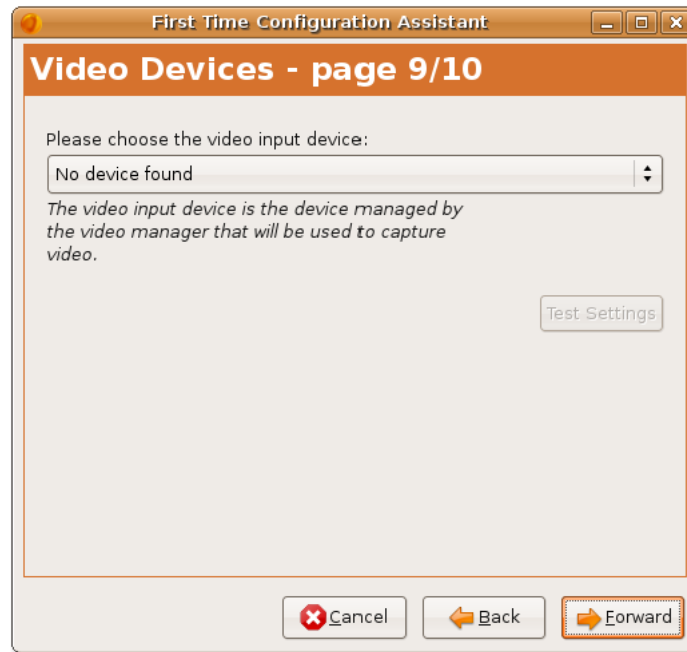 First Time Configuration Assistant
Video Devices - page 9/10
Please choose the video input device:
No device found
The video input device is the device managed by
the video manager that will be used to capture
video.
Test Settings
Cancel
Back
Forward